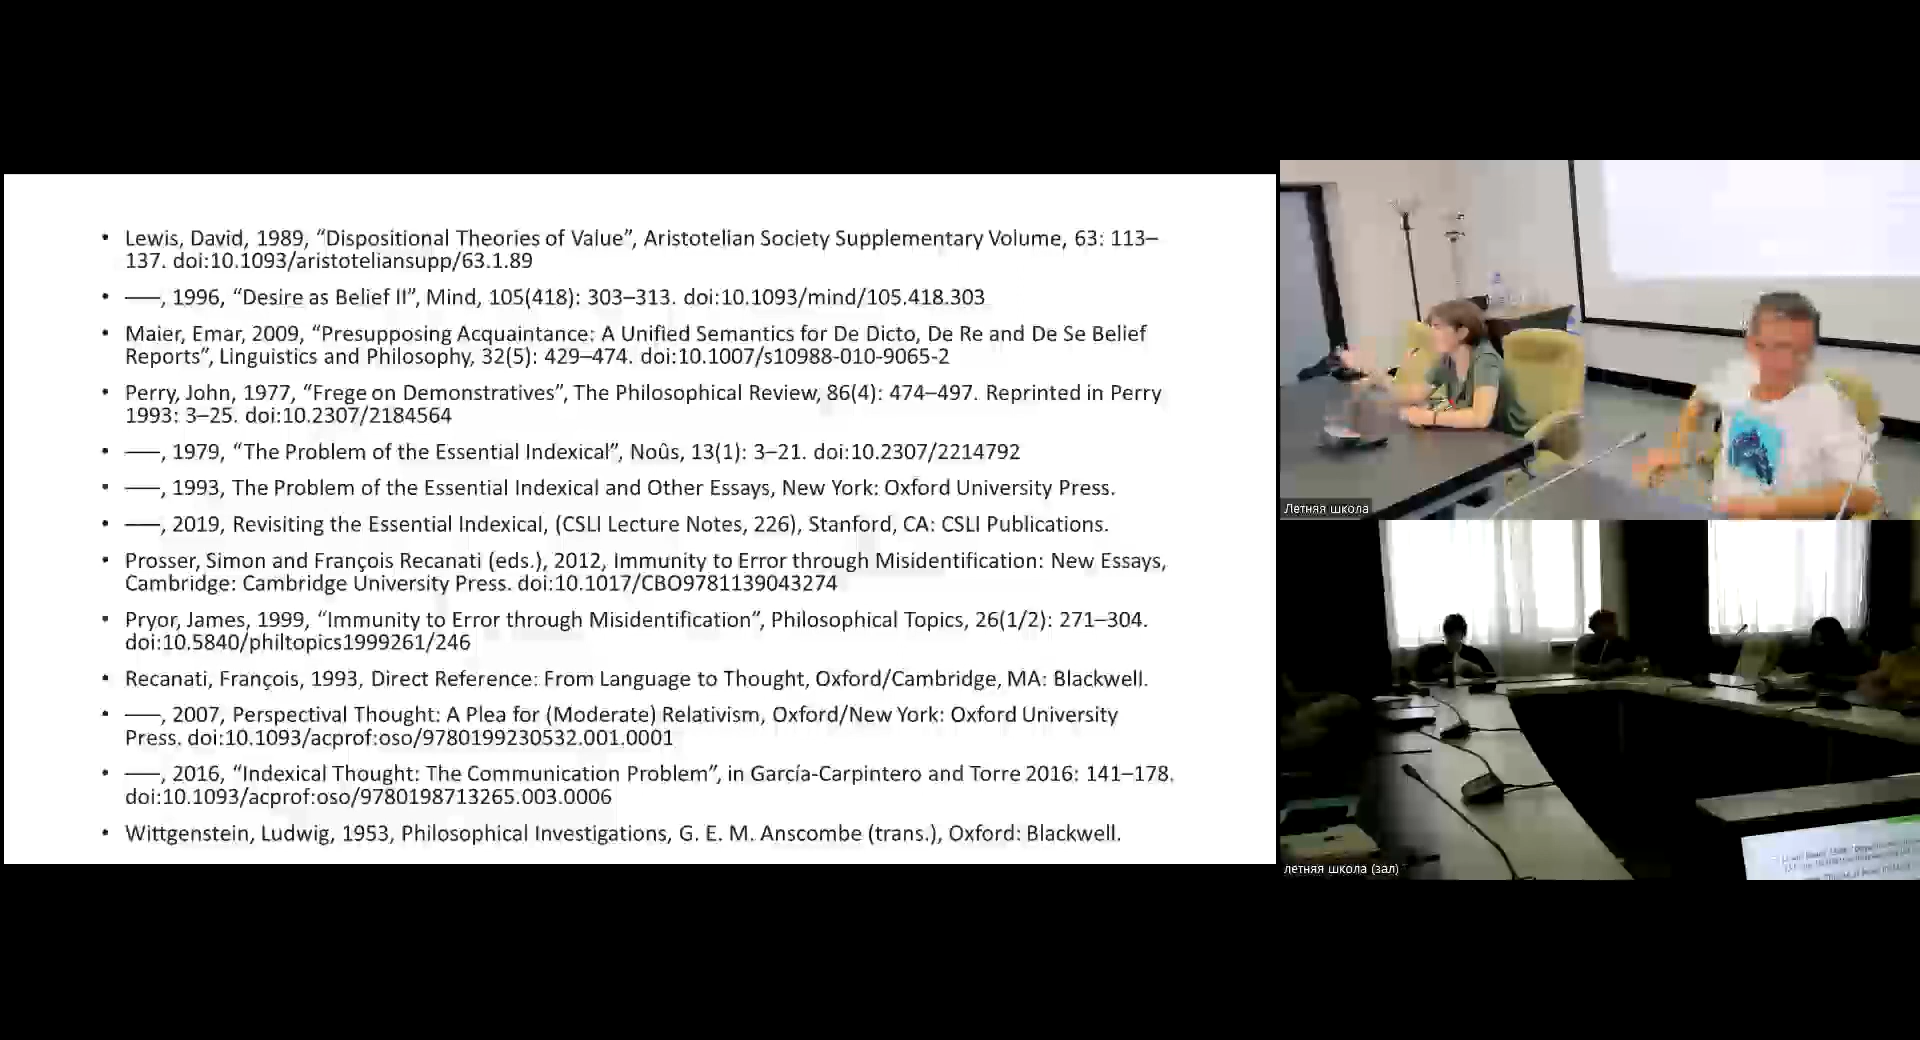 • Lewis, David, 1989, “Dispositional Theories of Value”, Aristotelian Society Supplementary Volume, 63: 113–
137. doi:10.1093/aristoteliansupp/63.1.89
• ——, 1996, “Desire as Belief II”, Mind, 105(418): 303–313. doi:10.1093/mind/105.418.303
• Maier, Emar, 2009, “Presupposing Acquaintance: A Unified Semantics for De Dicto, De Re and De Se Belief
Reports”, Linguistics and Philosophy, 32(5): 429–474. doi:10.1007/s10988-010-9065-2
• Perry, John, 1977, “Frege on Demonstratives”, The Philosophical Review, 86(4): 474–497. Reprinted in Perry
1993: 3–25. doi:10.2307/2184564
• ——, 1979, “The Problem of the Essential Indexical”, Noûs, 13(1): 3–21. doi:10.2307/2214792
• ——, 1993, The Problem of the Essential Indexical and Other Essays, New York: Oxford University Press.
• ——, 2019, Revisiting the Essential Indexical, (CSLI Lecture Notes, 226), Stanford, CA: CSLI Publications.
• Prosser, Simon and François Recanati (eds.), 2012, Immunity to Error through Misidentification: New Essays,
Cambridge: Cambridge University Press. doi:10.1017/CBO9781139043274
• Pryor, James, 1999, “Immunity to Error through Misidentification”, Philosophical Topics, 26(1/2): 271–304.
doi:10.5840/philtopics1999261/246
• Recanati, François, 1993, Direct Reference: From Language to Thought, Oxford/Cambridge, MA: Blackwell.
• ——, 2007, Perspectival Thought: A Plea for (Moderate) Relativism, Oxford/New York: Oxford University
Press. doi:10.1093/acprof:oso/9780199230532.001.0001
• ——, 2016, “Indexical Thought: The Communication Problem”, in García-Carpintero and Torre 2016: 141–178.
doi:10.1093/acprof:oso/9780198713265.003.0006
• Wittgenstein, Ludwig, 1953, Philosophical Investigations, G. E. M. Anscombe (trans.), Oxford: Blackwell.
Летняя школа
летняя школа (зал)